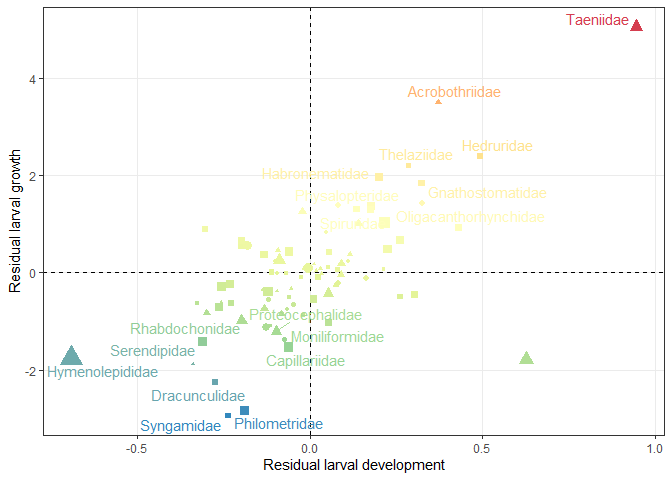 Taeniidae
4
Acrobothriidae
Hedruridae
Thelaziidae
2
Habronematidae
Gnathostomatidae
Physalopteridae
Oligacanthorhynchidae
Residual larval growth
0
Proteocephalidae
Rhabdochonidae
Moniliformidae
Serendipidae
Capillariidae
-2
Hymenolepididae
Dracunculidae
Syngamidae
Philometridae
-0.5
0.0
0.5
1.0
Residual larval development